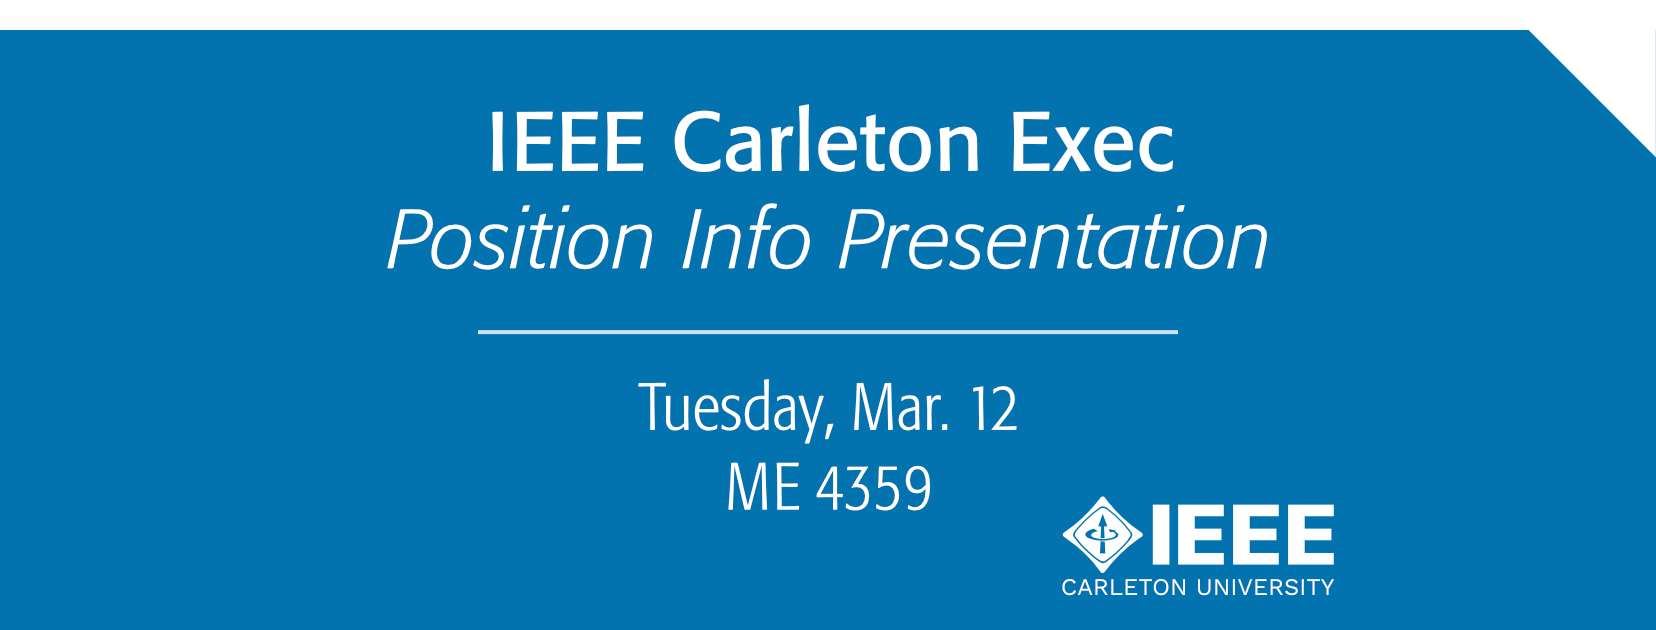 IEEE Carleton Exec
Position Info Presentation
Tuesday, Mar. 12
ME 4359
IEEE
CARLETON UNIVERSITY